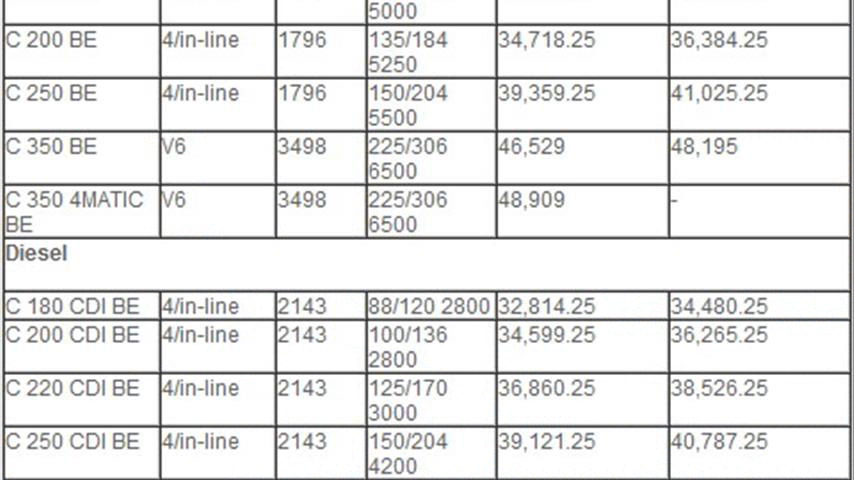 5000
C 200 BE 4/in-line 1796 135/184 34,718.25 36,384.25
5250
C 250 BE 4/in-line 1796 150/204 39,359.25 41,025.25
5500
C 350 BE V6 3498 225/306 46,529 48,195
6500
C 350 4MATIC V6 3498 225/306 48,909 -
BE 6500
Diesel
C 180 CDI BE 4/in-line 2143 88/120 2800 32,814.25 34,480.25
C 200 CDI BE 4/in-line 2143 100/136 34,599.25 36,265.25
2800
C 220 CDI BE 4/in-line 2143 125/170 36,860.25 38,526.25
3000
C 250 CDI BE 4/in-line 2143 150/204 39,121.25 40,787.25
4200